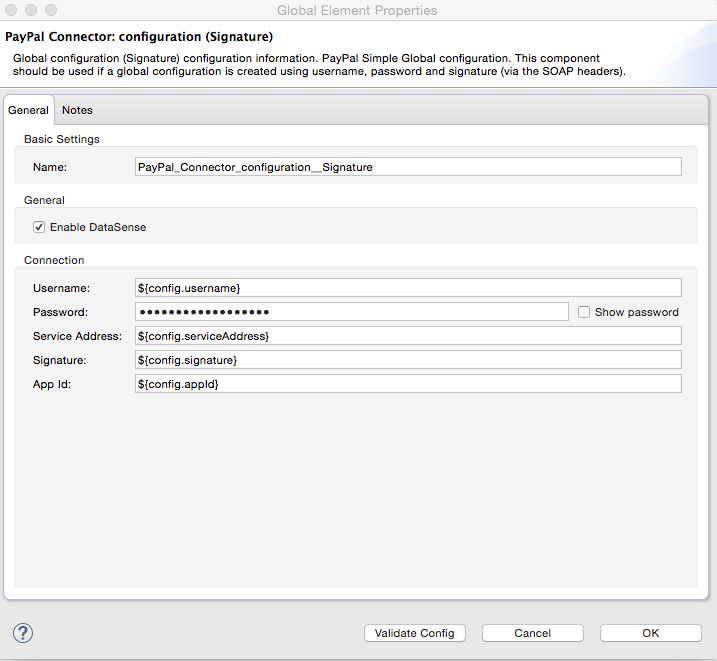 Global Element Properties
PayPal Connector: configuration (Signature)
Global configuration (Signature) configuration information. PayPal Simple Global configuration. This component
should be used if a global configuration is created using username, password and signature (via the SOAP headers).
General Notes
Basic Settings
Name: PayPal_Connector_configuration__Signature
General
Enable DataSense
Connection
Username: ${config.username}
Password: ●●●●●●●●●●●●●●●●●● Show password
Service Address: ${config.serviceAddress}
Signature: ${config.signature}
App Id: ${config.appId}
? Validate Config Cancel OK